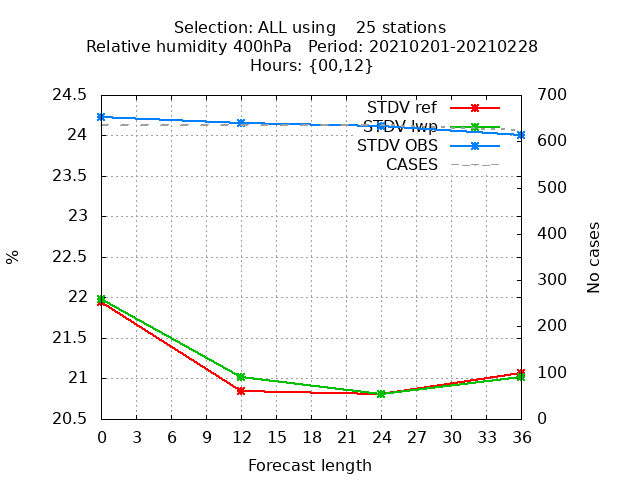 Selection: ALL using    25 stations
Relative humidity 400hPa   Period: 20210201-20210228
Hours: {00,12}
24.5
24
23.5
23
22.5
22
21.5
21
20.5
%
STDV ref
STDV lwp
STDV OBS
CASES
700
600
500
400
300
200
100
0
No cases
0 3 6 9 12 15 18 21 24 27 30 33 36
Forecast length